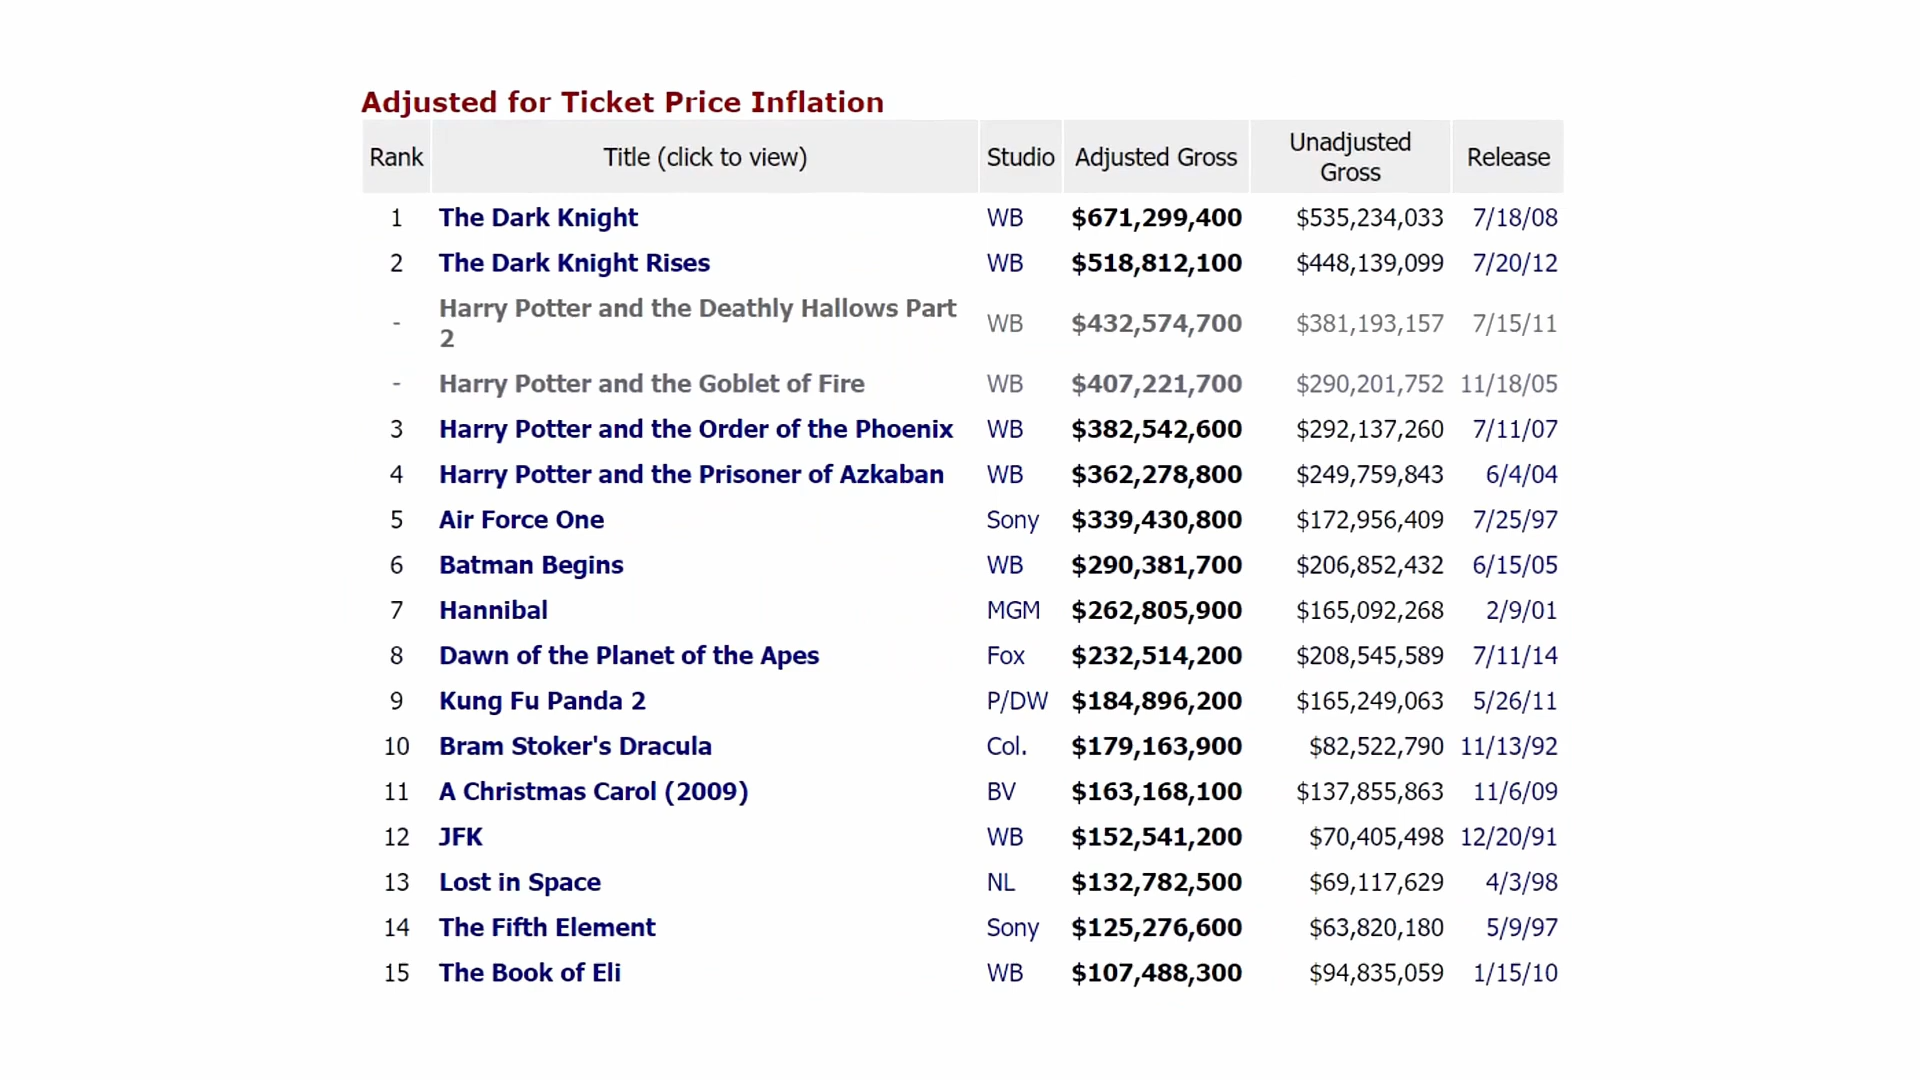 Adjusted for Ticket Price Inflation
Rank Title (click to view) Studio Adjusted Gross Unadjusted Gross Release
1 The Dark Knight WB $671,299,400 $535,234,033 7/18/08
2 The Dark Knight Rises WB $518,812,100 $448,139,099 7/20/12
- Harry Potter and the Deathly Hallows Part 2 WB $432,574,700 $381,193,157 7/15/11
- Harry Potter and the Goblet of Fire WB $407,221,700 $290,201,752 11/18/05
3 Harry Potter and the Order of the Phoenix WB $382,542,600 $292,137,260 7/11/07
4 Harry Potter and the Prisoner of Azkaban WB $362,278,800 $249,759,843 6/4/04
5 Air Force One Sony $339,430,800 $172,956,409 7/25/97
6 Batman Begins WB $290,381,700 $206,852,432 6/15/05
7 Hannibal MGM $262,805,900 $165,092,268 2/9/01
8 Dawn of the Planet of the Apes Fox $232,514,200 $208,545,589 7/11/14
9 Kung Fu Panda 2 P/DW $184,896,200 $165,249,063 5/26/11
10 Bram Stoker's Dracula Col. $179,163,900 $82,522,790 11/13/92
11 A Christmas Carol (2009) BV $163,168,100 $137,855,863 11/6/09
12 JFK WB $152,541,200 $70,405,498 12/20/91
13 Lost in Space NL $132,782,500 $69,117,629 4/3/98
14 The Fifth Element Sony $125,276,600 $63,820,180 5/9/97
15 The Book of Eli WB $107,488,300 $94,835,059 1/15/10